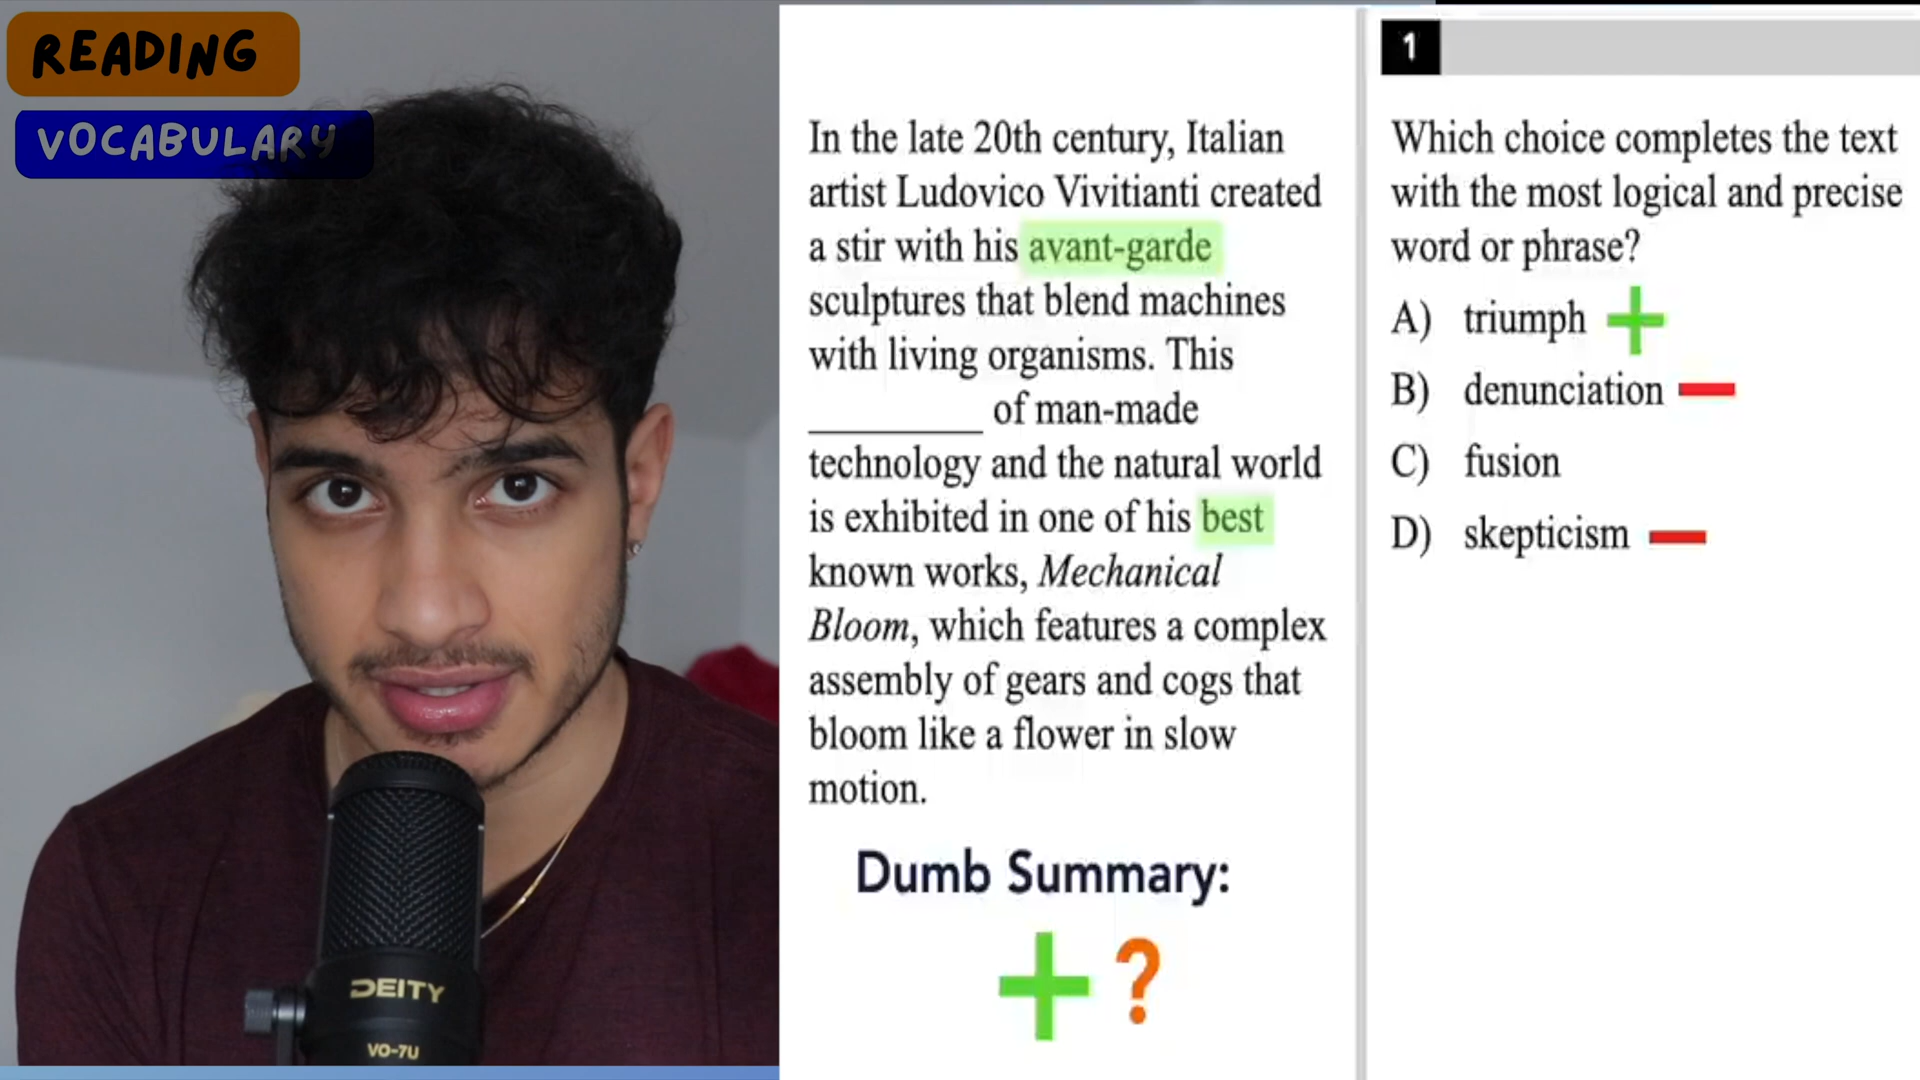 READING
VOCABULARY
In the late 20th century, Italian
artist Ludovico Vivitianti created
a stir with his avant-garde
sculptures that blend machines
with living organisms. This
__________ of man-made
technology and the natural world
is exhibited in one of his best
known works, Mechanical
Bloom, which features a complex
assembly of gears and cogs that
bloom like a flower in slow
motion.
Dumb Summary:
+ ?
1
Which choice completes the text
with the most logical and precise
word or phrase?
A) triumph +
B) denunciation −
C) fusion
D) skepticism −
DEITY
VO-7U